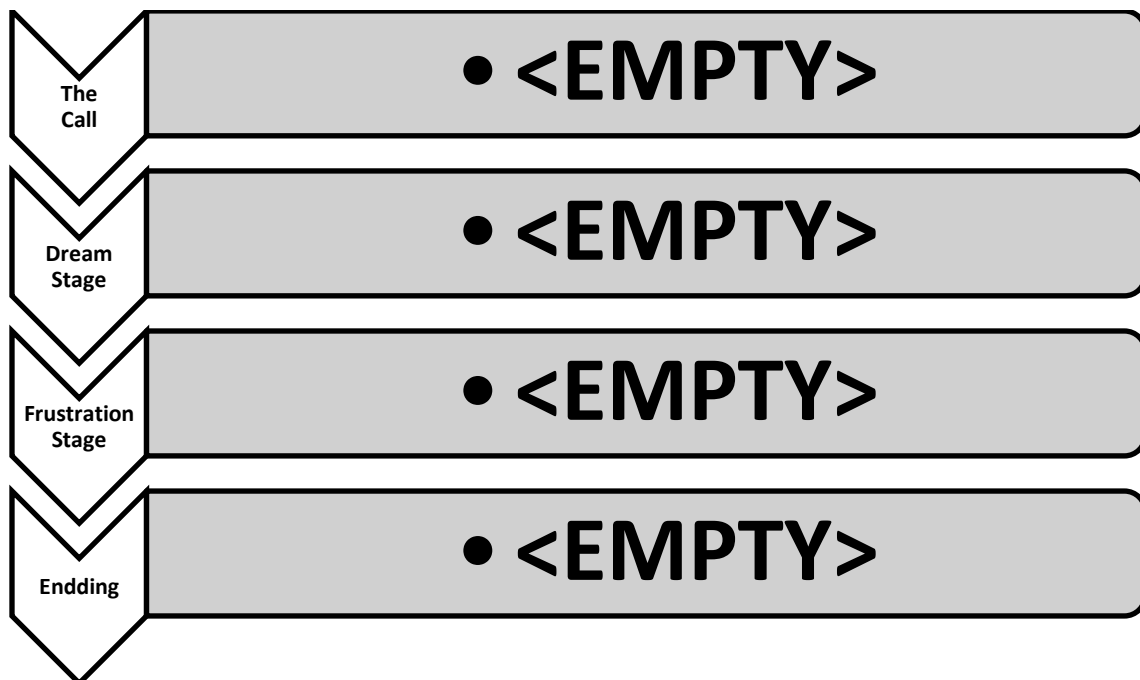 The
Call
• <EMPTY>
Dream
Stage
• <EMPTY>
Frustration
Stage
• <EMPTY>
Endding
• <EMPTY>